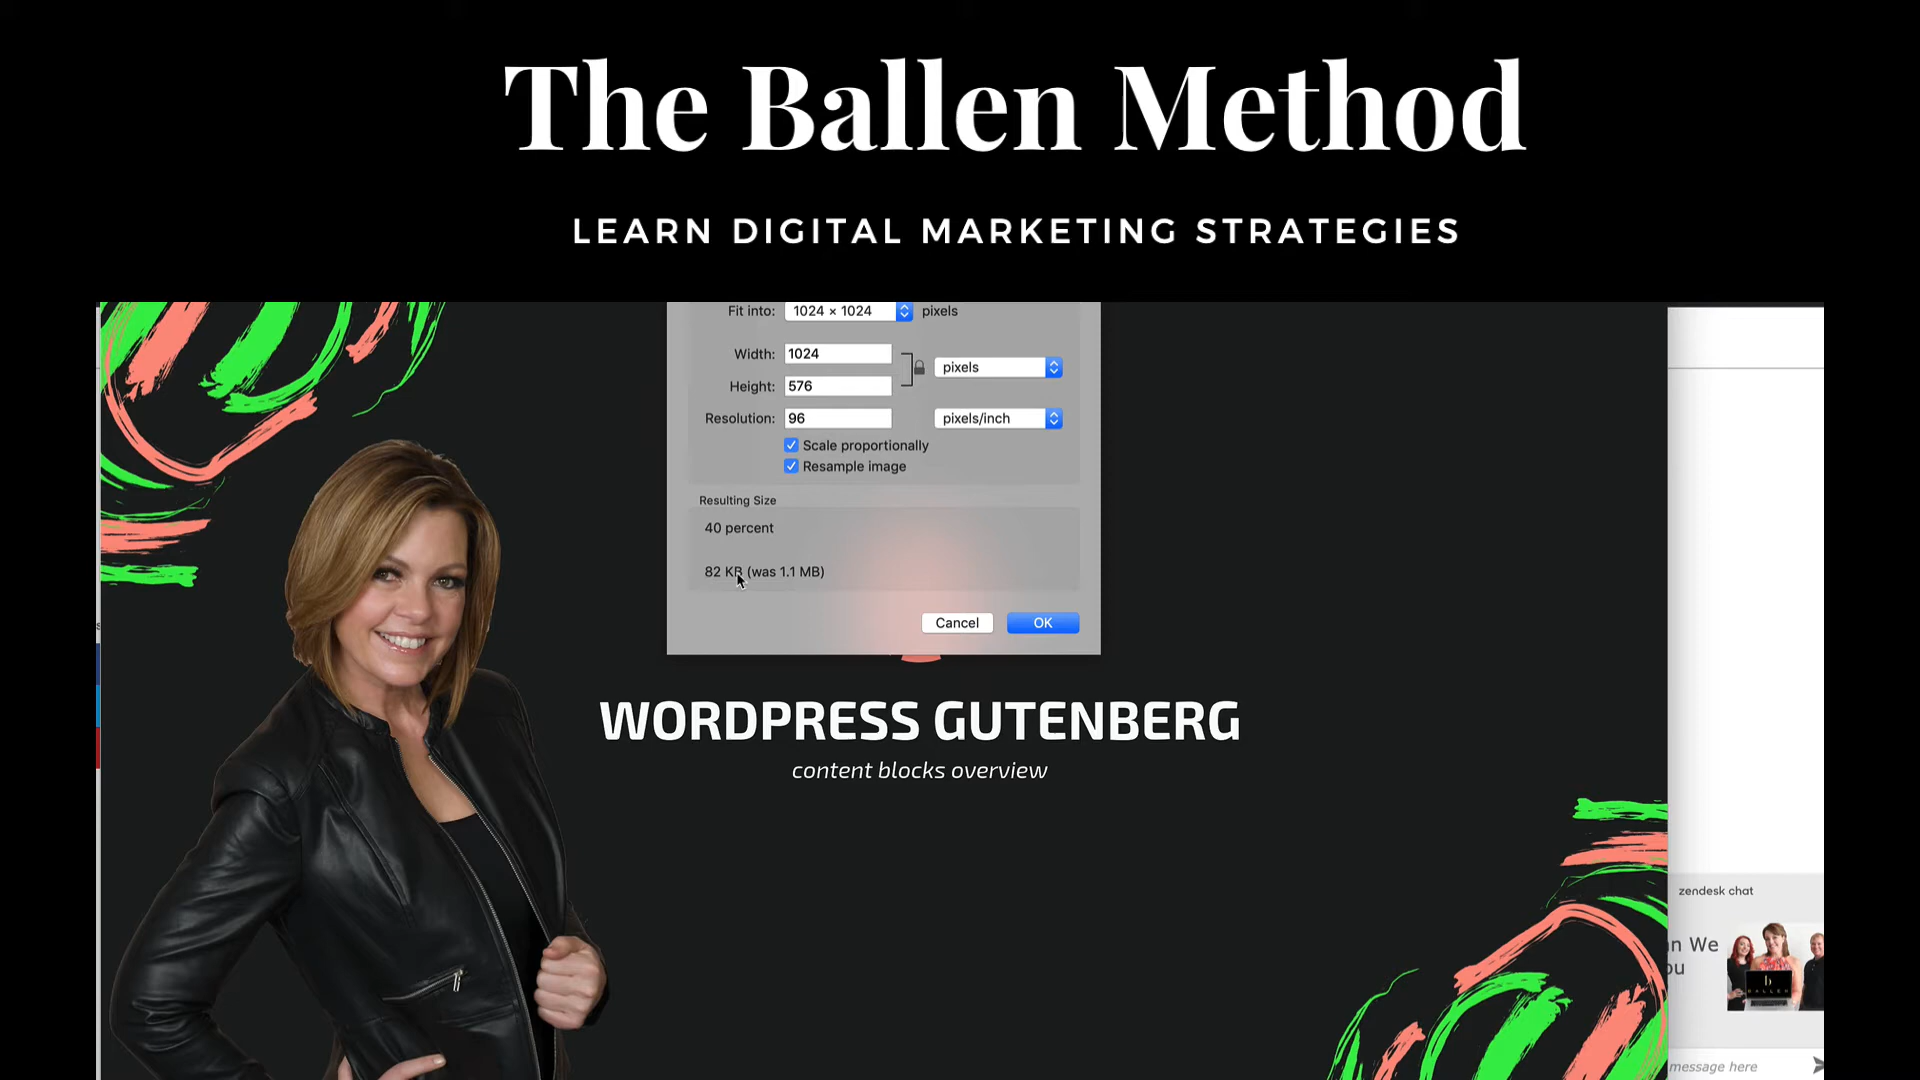 The Ballen Method
LEARN DIGITAL MARKETING STRATEGIES
Fit into: 1024 × 1024 pixels
Width: 1024
pixels
Height: 576
Resolution: 96 pixels/inch
Scale proportionally
Resample image
Resulting Size
40 percent
82 KB (was 1.1 MB)
Cancel OK
WORDPRESS GUTENBERG
content blocks overview
zendesk chat
We
message here